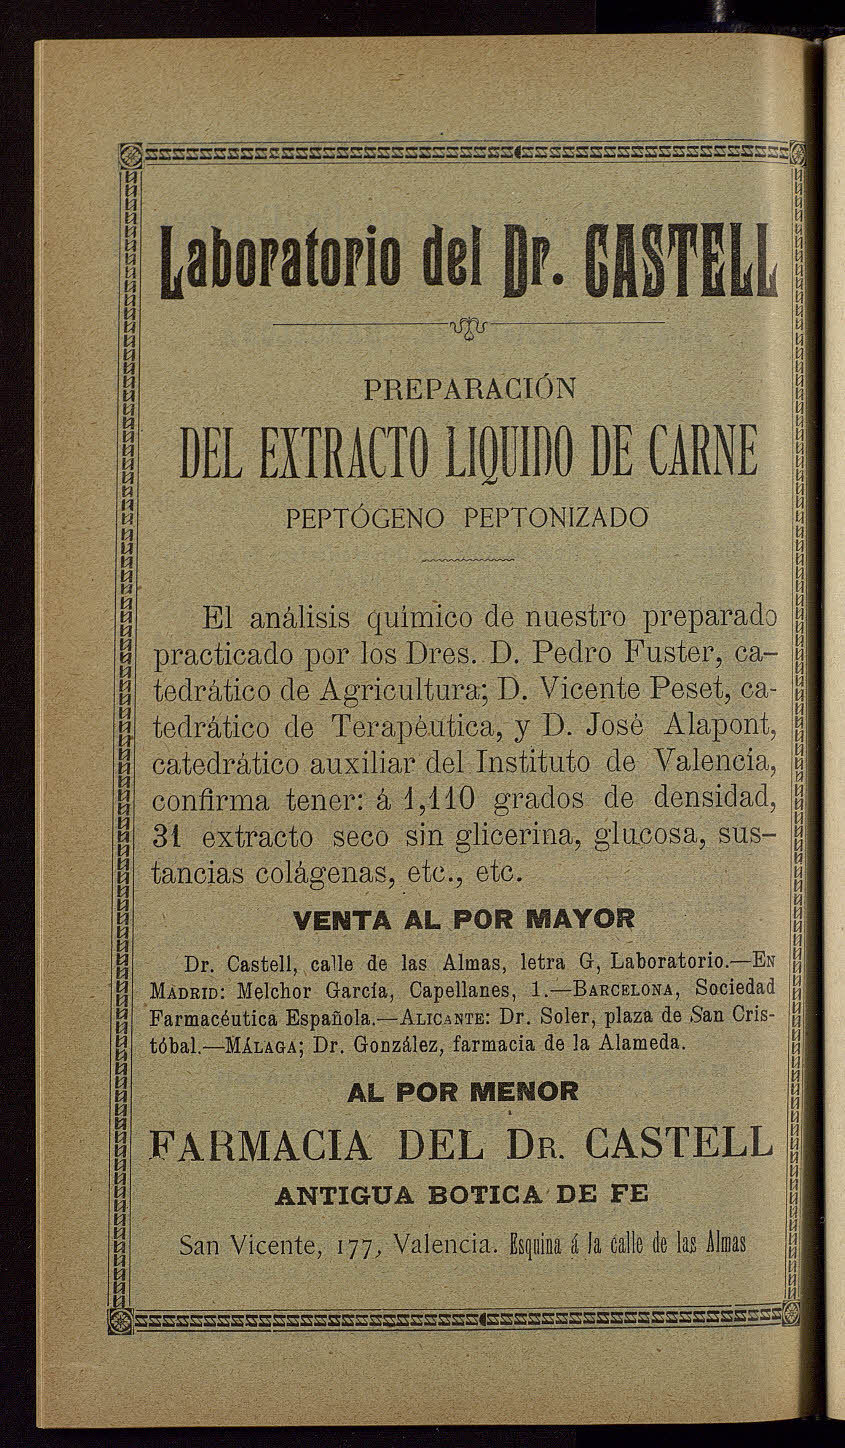 Laboratorio del Dr. CASTELL
PREPARACIÓN
DEL EXTRACTO LIQUIDO DE CARNE
PEPTÓGENO PEPTONIZADO
El análisis químico de nuestro preparado
practicado por los Dres. D. Pedro Fuster, ca-
tedrático de Agricultura; D. Vicente Peset, ca-
tedrático de Terapéutica, y D. José Alapont,
catedrático auxiliar del Instituto de Valencia,
confirma tener: á 1,110 grados de densidad,
31 extracto seco sin glicerina, glucosa, sus-
tancias colágenas, etc., etc.
VENTA AL POR MAYOR
Dr. Castell, calle de las Almas, letra G, Laboratorio.—EN
MADRID: Melchor García, Capellanes, 1.—BARCELONA, Sociedad
Farmacéutica Española.—ALICANTE: Dr. Soler, plaza de San Cris-
tóbal.—MÁLAGA; Dr. González, farmacia de la Alameda.
AL POR MENOR
FARMACIA DEL DR. CASTELL
ANTIGUA BOTICA DE FE
San Vicente, 177, Valencia. Esquina á la calle de las Almas